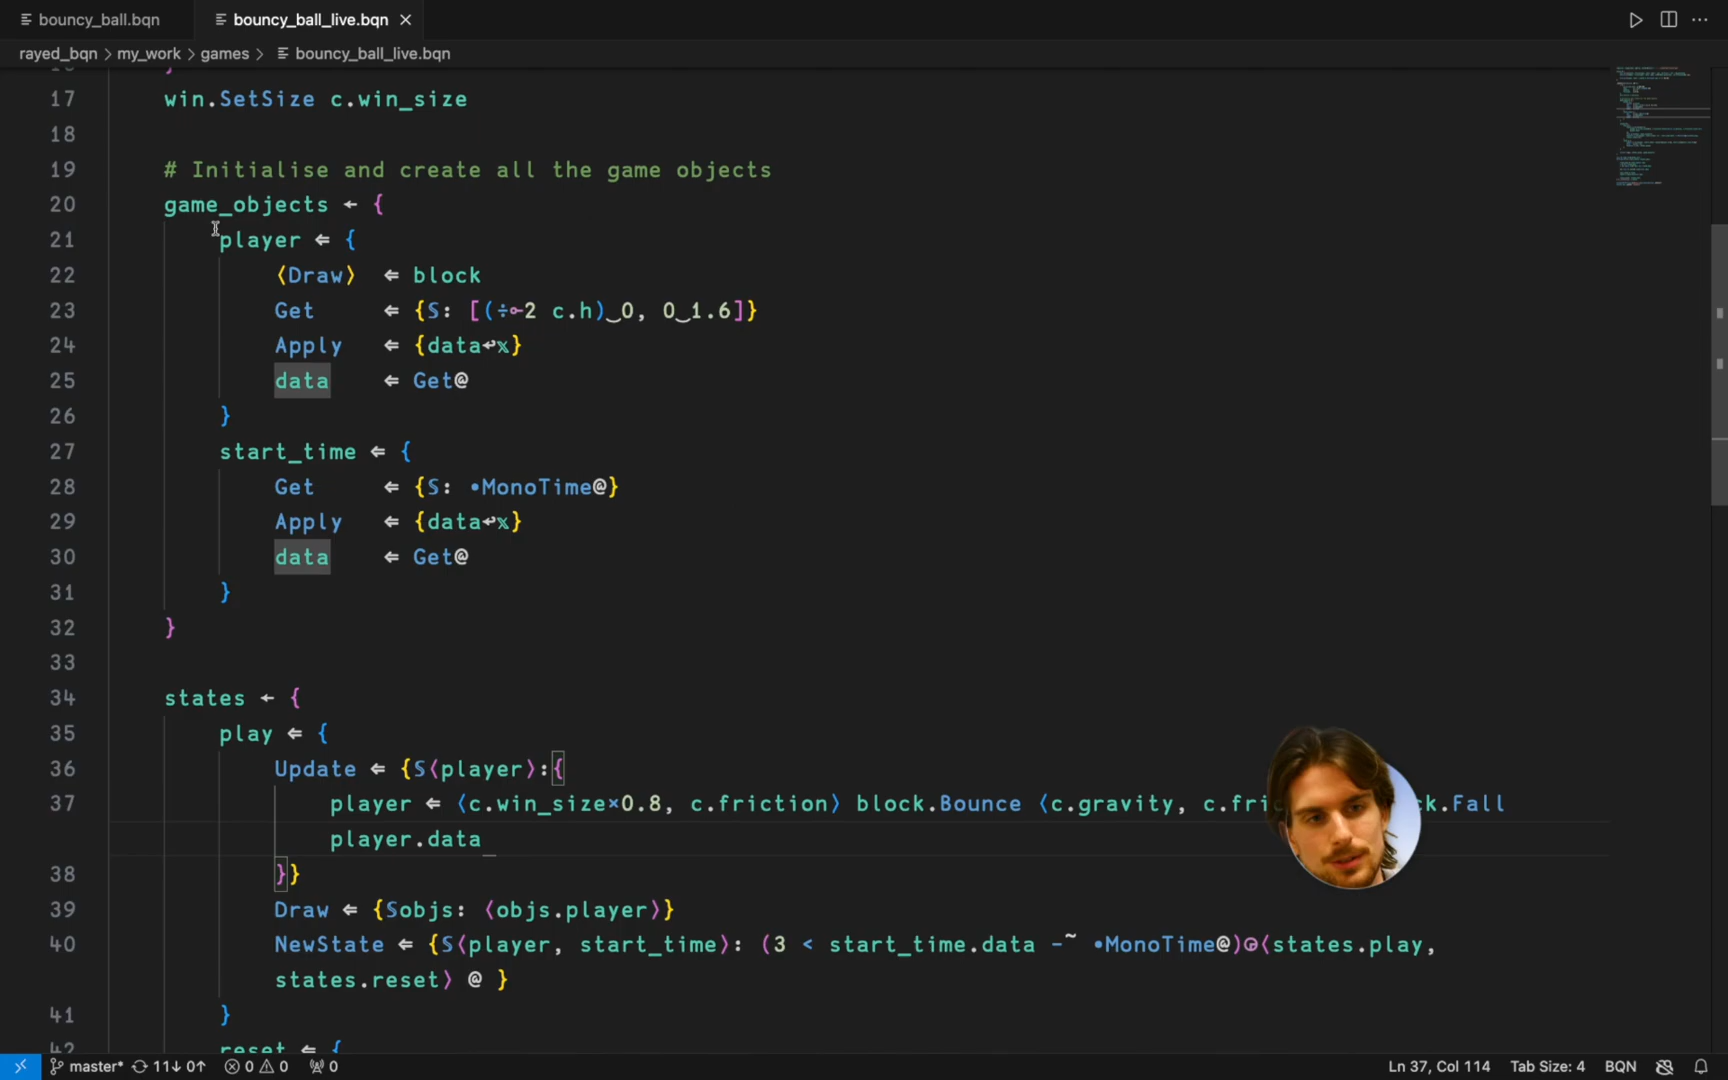 bouncy_ball.bqn
bouncy_ball_live.bqn
rayed_bqn > my_work > games > bouncy_ball_live.bqn
17 win.SetSize c.win_size
18
19 # Initialise and create all the game objects
20 game_objects ← {
21 player ⇐ {
22 ⟨Draw⟩ ⇐ block
23 Get ⇐ {𝕊: [(÷⟜2 c.h)‿0, 0‿1.6]}
24 Apply ⇐ {data↩𝕩}
25 data ⇐ Get@
26 }
27 start_time ⇐ {
28 Get ⇐ {𝕊: •MonoTime@}
29 Apply ⇐ {data↩𝕩}
30 data ⇐ Get@
31 }
32 }
33
34 states ← {
35 play ⇐ {
36 Update ⇐ {𝕊⟨player⟩:{
37 player ⇐ ⟨c.win_size×0.8, c.friction⟩ block.Bounce ⟨c.gravity, c.fri k.Fall
player.data
38 }}
39 Draw ⇐ {𝕊objs: ⟨objs.player⟩}
40 NewState ⇐ {𝕊⟨player, start_time⟩: (3 < start_time.data -˜ •MonoTime@)◶⟨states.play,
states.reset⟩ @ }
41 }
42 reset ⇐ {
master* 11↓ 0↑ 0 0 0
Ln 37, Col 114 Tab Size: 4 BQN